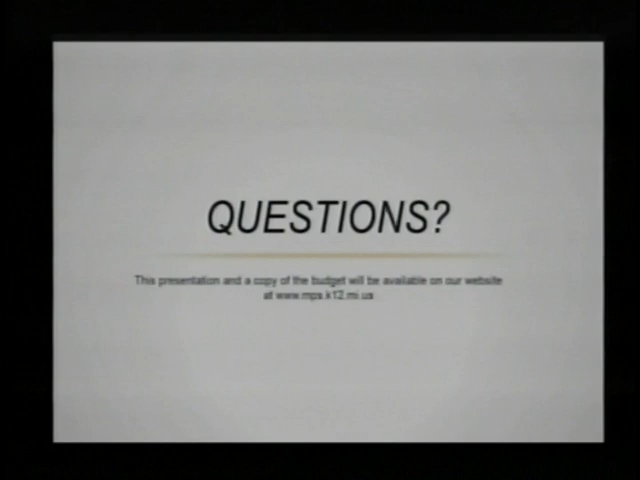 QUESTIONS?
This presentation and a copy of the budget will be available on our website
at www.mps.k12.mi.us